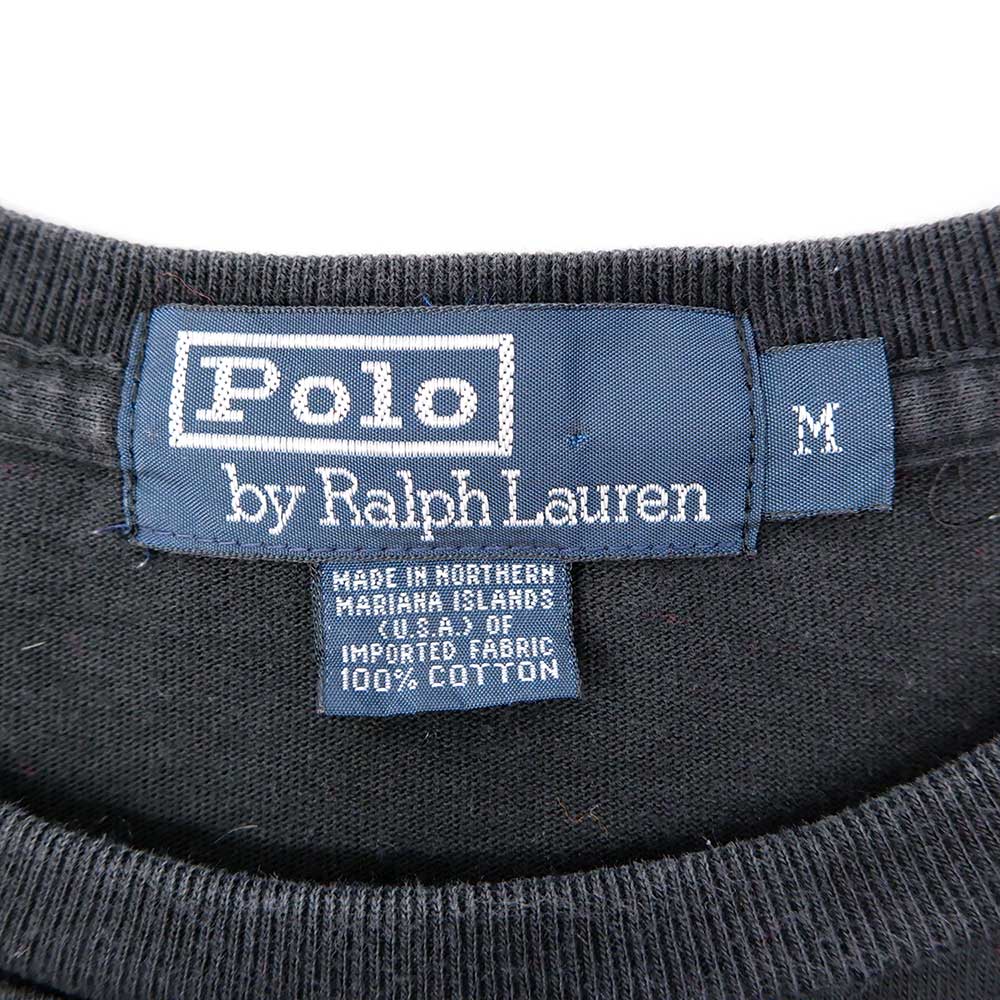 Polo
by Ralph Lauren
M
MADE IN NORTHERN
MARIANA ISLANDS
(U.S.A.) OF
IMPORTED FABRIC
100% COTTON